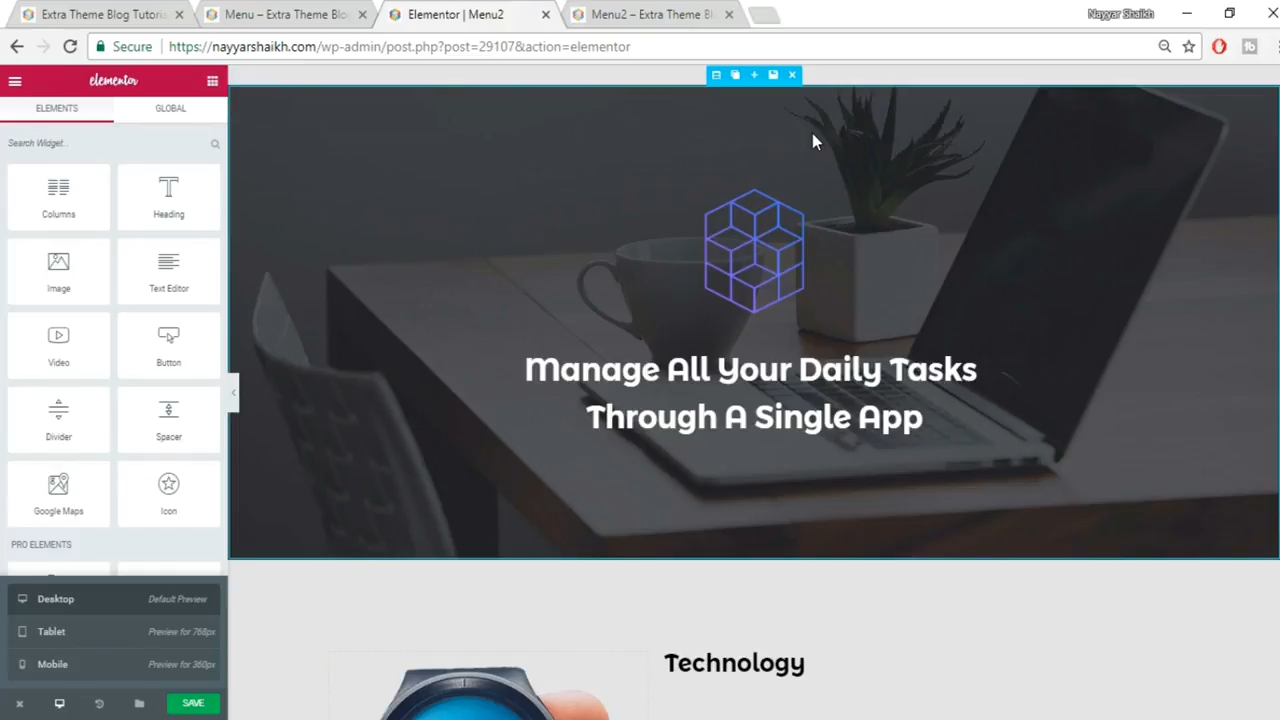 Extra Theme Blog Tutoria
Menu – Extra Theme Blo
Elementor | Menu2
Menu2 – Extra Theme Bl
Nayyar Shaikh
Secure
https://nayyarshaikh.com/wp-admin/post.php?post=29107&action=elementor
elementor
ELEMENTS
GLOBAL
Search Widget...
Columns
Heading
Image
Text Editor
Video
Button
Divider
Spacer
Google Maps
Icon
PRO ELEMENTS
Desktop
Default Preview
Tablet
Preview for 768px
Mobile
Preview for 360px
SAVE
Manage All Your Daily Tasks
Through A Single App
Technology